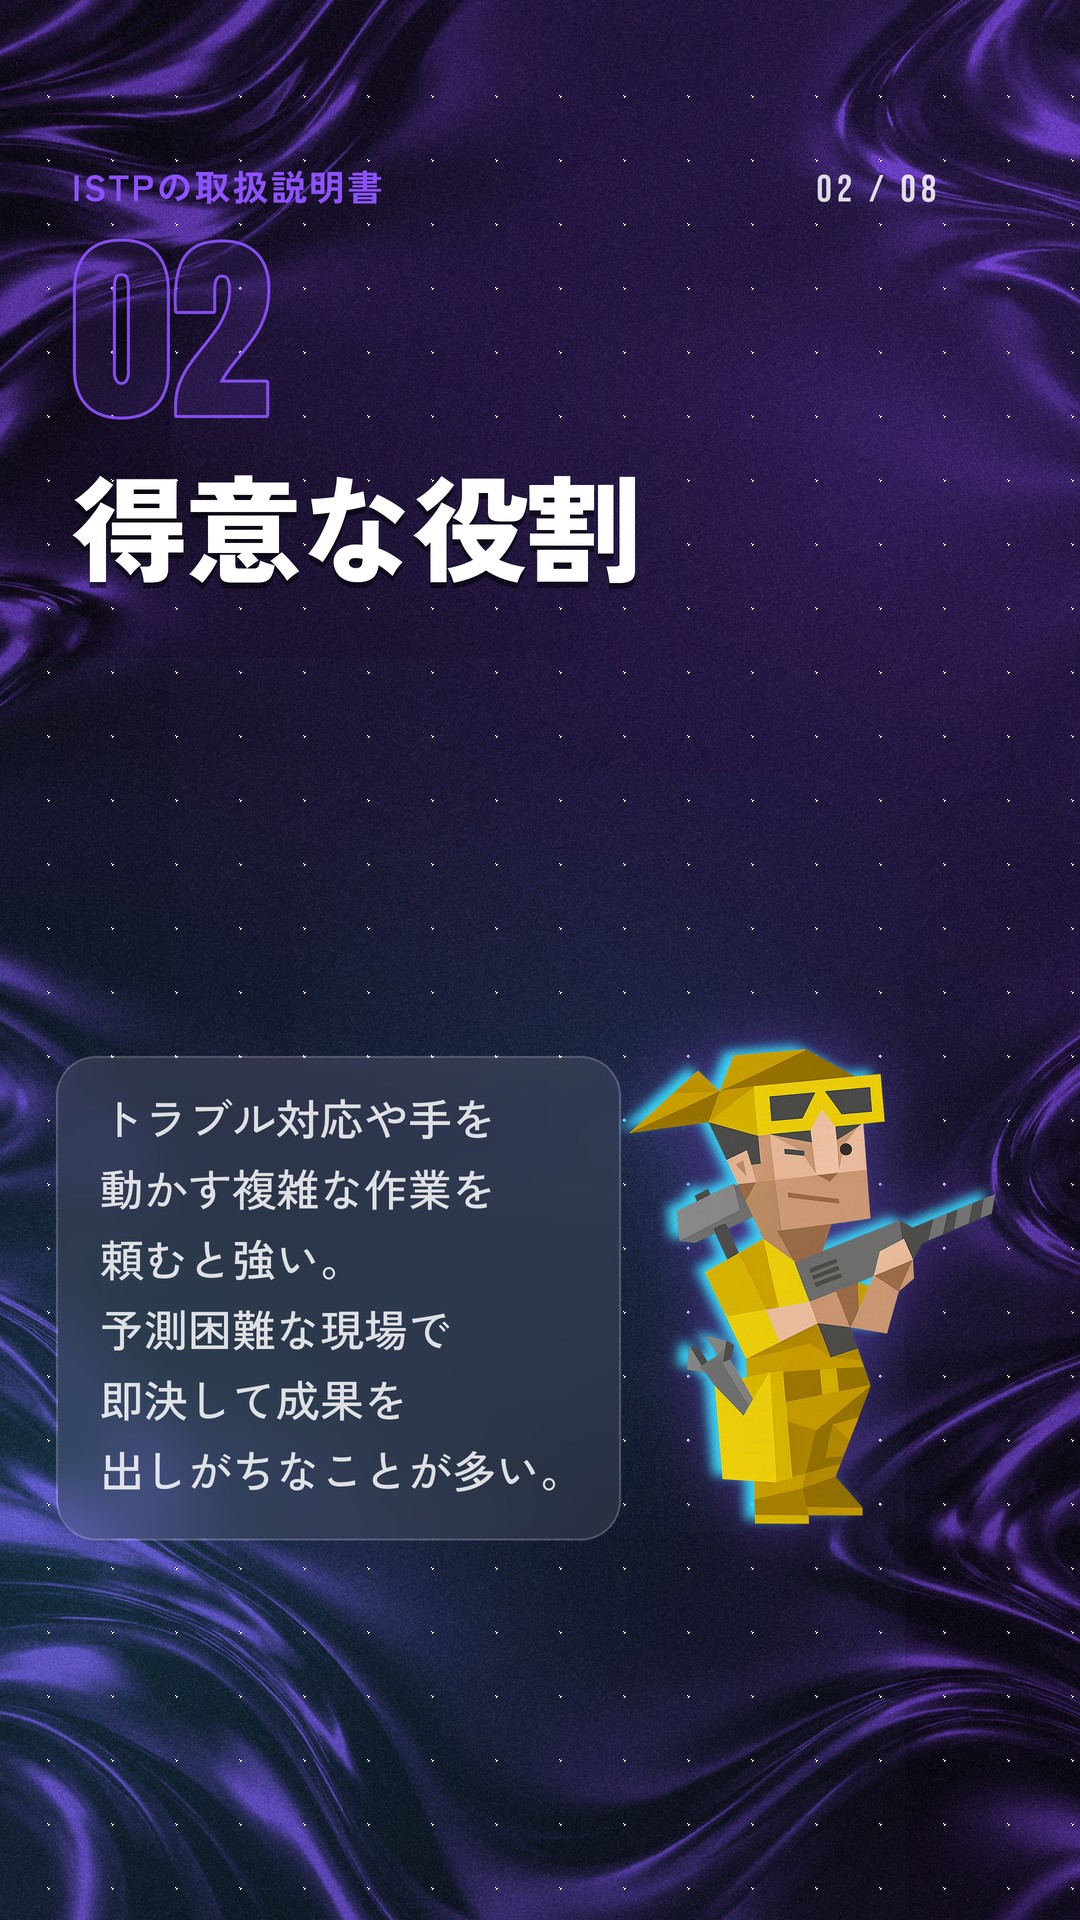 ISTPの取扱説明書
02 / 08
02
得意な役割
トラブル対応や手を
動かす複雑な作業を
頼むと強い。
予測困難な現場で
即決して成果を
出しがちなことが多い。